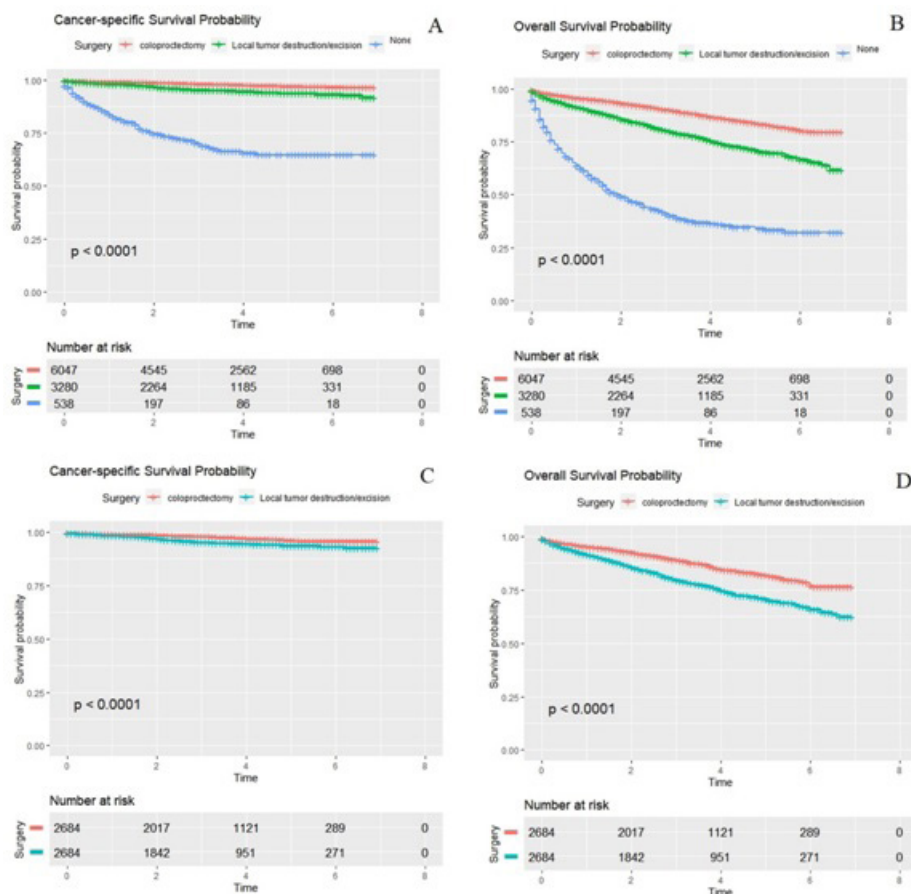 Cancer-specific Survival Probability
A
Surgery coloproctectomy Local tumor destruction/excision None
Survival probability
1.00
0.75
0.50
0.25
0.00
p < 0.0001
0 2 4 6 8
Time
Number at risk
Surgery
6047 4545 2562 698 0
3280 2264 1185 331 0
538 197 86 18 0
0 2 4 6 8
Time
Overall Survival Probability
B
Surgery coloproctectomy Local tumor destruction/excision None
Survival probability
1.00
0.75
0.50
0.25
0.00
p < 0.0001
0 2 4 6 8
Time
Number at risk
Surgery
6047 4545 2562 698 0
3280 2264 1185 331 0
538 197 86 18 0
0 2 4 6 8
Time
Cancer-specific Survival Probability
C
Surgery coloproctectomy Local tumor destruction/excision
Survival probability
1.00
0.75
0.50
0.25
0.00
p < 0.0001
0 2 4 6 8
Time
Number at risk
Surgery
2684 2017 1121 289 0
2684 1842 951 271 0
0 2 4 6 8
Time
Overall Survival Probability
D
Surgery coloproctectomy Local tumor destruction/excision
Survival probability
1.00
0.75
0.50
0.25
0.00
p < 0.0001
0 2 4 6 8
Time
Number at risk
Surgery
2684 2017 1121 289 0
2684 1842 951 271 0
0 2 4 6 8
Time